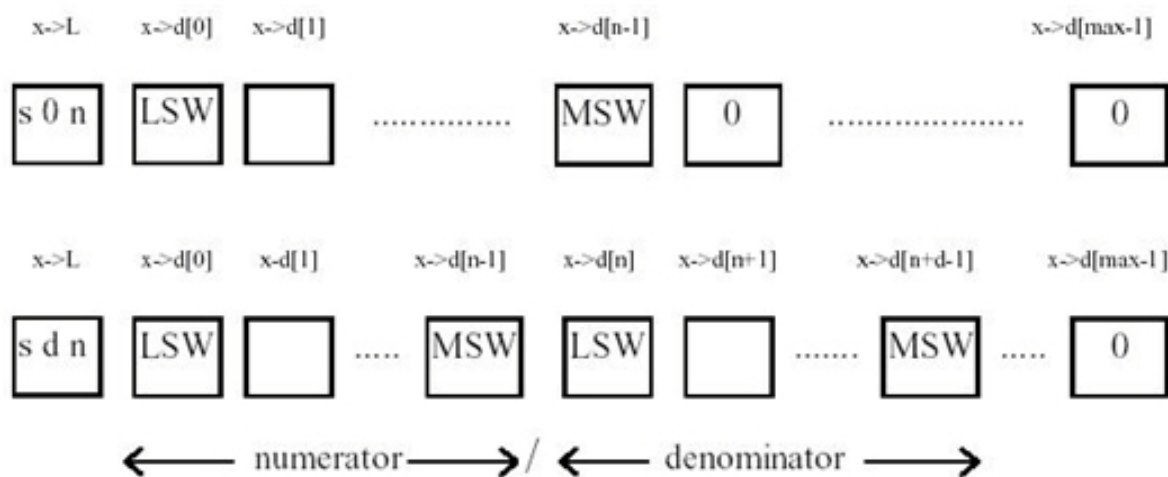 x->L x->d[0] x->d[1] x->d[n-1] x->d[max-1]
s 0 n LSW .............. MSW 0 .................... 0
x->L x->d[0] x-d[1] x->d[n-1] x->d[n] x->d[n+1] x->d[n+d-1] x->d[max-1]
s d n LSW ..... MSW LSW ....... MSW ..... 0
numerator / denominator